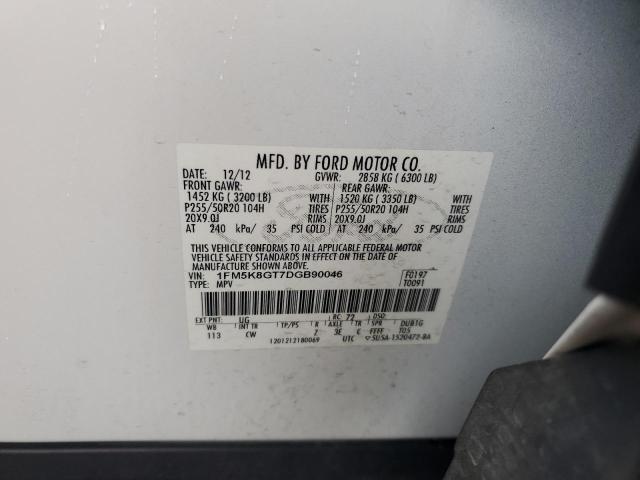 MFD. BY FORD MOTOR CO.
DATE: 12/12 GVWR: 2858 KG ( 6300 LB)
FRONT GAWR: REAR GAWR:
1452 KG ( 3200 LB) WITH 1520 KG ( 3350 LB) WITH
P255/50R20 104H TIRES P255/50R20 104H TIRES
20X9.0J RIMS 20X9.0J RIMS
AT 240 kPa/ 35 PSI COLD AT 240 kPa/ 35 PSI COLD
THIS VEHICLE CONFORMS TO ALL APPLICABLE FEDERAL MOTOR
VEHICLE SAFETY STANDARDS IN EFFECT ON THE DATE OF
MANUFACTURE SHOWN ABOVE.
VIN: 1FM5K8GT7DGB90046 F0197
TYPE: MPV T0091
EXT PNT: UG RC: 72 DSO:
WB INT TR TP/PS R AXLE TR SPR DUB1G
113 CW - 7 3E C FFFF T05
1201212180069 UTC 5USA-1520472-BA